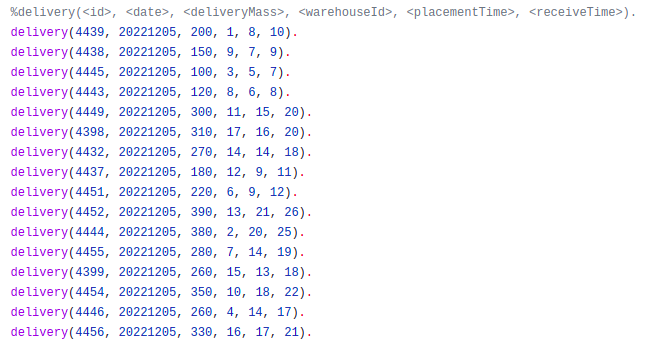 %delivery(<id>, <date>, <deliveryMass>, <warehouseId>, <placementTime>, <receiveTime>).
delivery(4439, 20221205, 200, 1, 8, 10).
delivery(4438, 20221205, 150, 9, 7, 9).
delivery(4445, 20221205, 100, 3, 5, 7).
delivery(4443, 20221205, 120, 8, 6, 8).
delivery(4449, 20221205, 300, 11, 15, 20).
delivery(4398, 20221205, 310, 17, 16, 20).
delivery(4432, 20221205, 270, 14, 14, 18).
delivery(4437, 20221205, 180, 12, 9, 11).
delivery(4451, 20221205, 220, 6, 9, 12).
delivery(4452, 20221205, 390, 13, 21, 26).
delivery(4444, 20221205, 380, 2, 20, 25).
delivery(4455, 20221205, 280, 7, 14, 19).
delivery(4399, 20221205, 260, 15, 13, 18).
delivery(4454, 20221205, 350, 10, 18, 22).
delivery(4446, 20221205, 260, 4, 14, 17).
delivery(4456, 20221205, 330, 16, 17, 21).